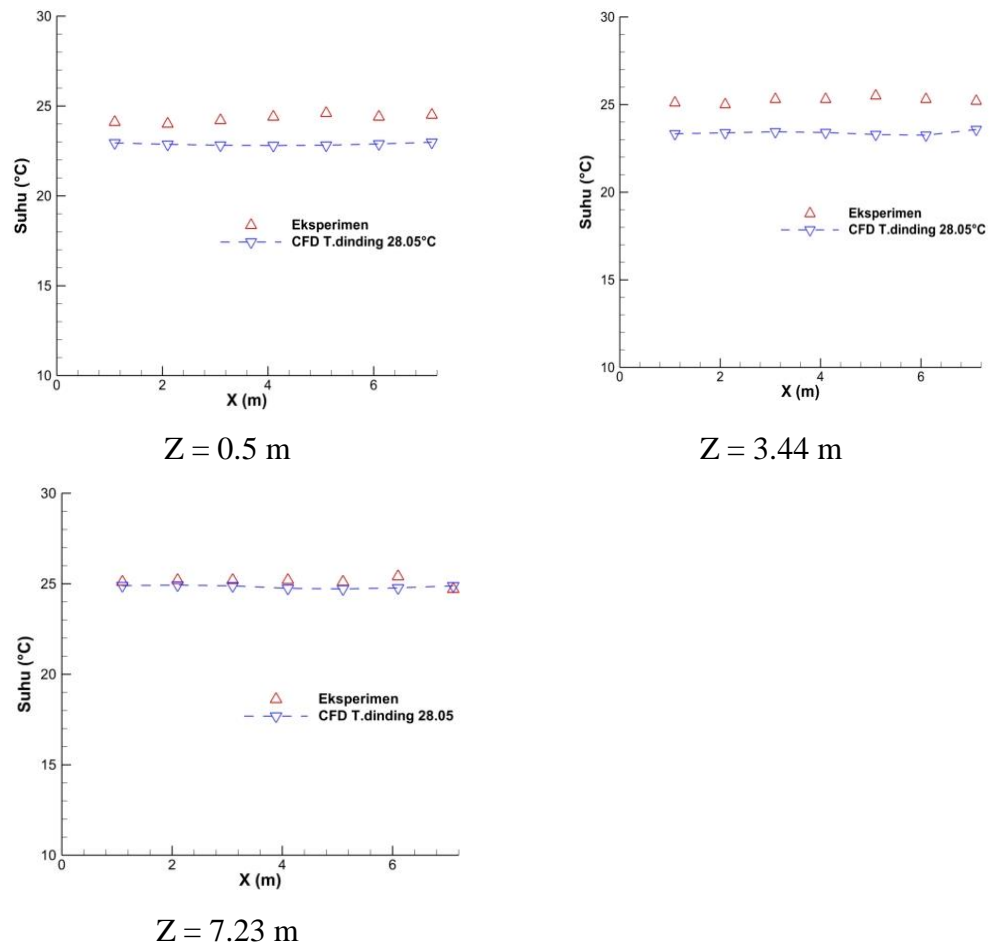 30
25
20
15
10
Suhu (°C)
Eksperimen
CFD T.dinding 28.05°C
0
2
4
6
X (m)
Z = 0.5 m
30
25
20
15
10
Suhu (°C)
Eksperimen
CFD T.dinding 28.05°C
0
2
4
6
X (m)
Z = 3.44 m
30
25
20
15
10
Suhu (°C)
Eksperimen
CFD T.dinding 28.05
0
2
4
6
X (m)
Z = 7.23 m